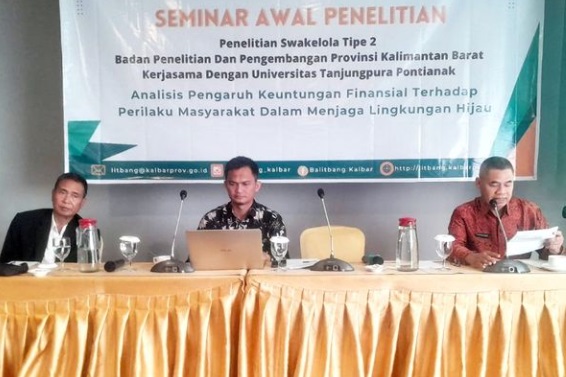 SEMINAR AWAL PENELITIAN
Penelitian Swakelola Tipe 2
Badan Penelitian Dan Pengembangan Provinsi Kalimantan Barat
Kerjasama Dengan Universitas Tanjungpura Pontianak
Analisis Pengaruh Keuntungan Finansial Terhadap
Perilaku Masyarakat Dalam Menjaga Lingkungan Hijau
litbang@kalbarprov.go.id
Balitbang Kalbar